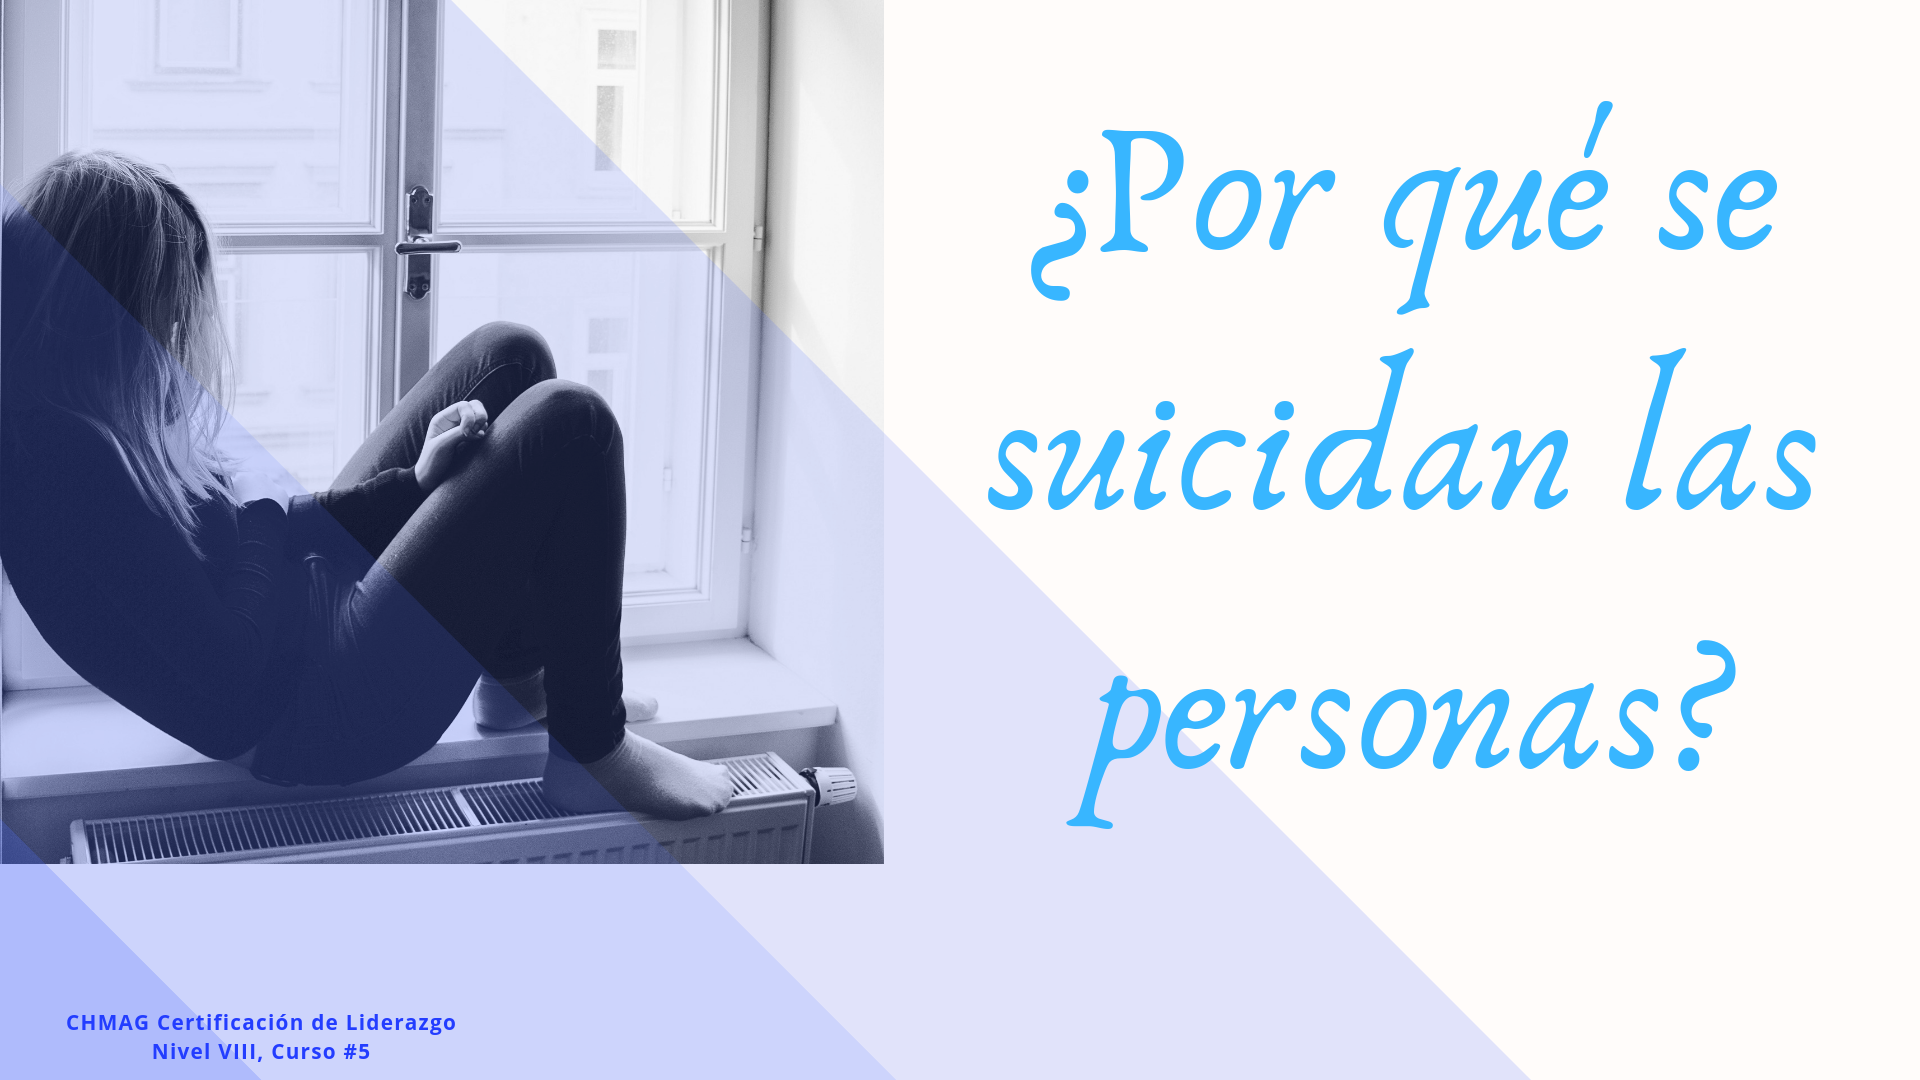 ¿Por qué se
suicidan las
personas?
CHMAG Certificación de Liderazgo
Nivel VIII, Curso #5